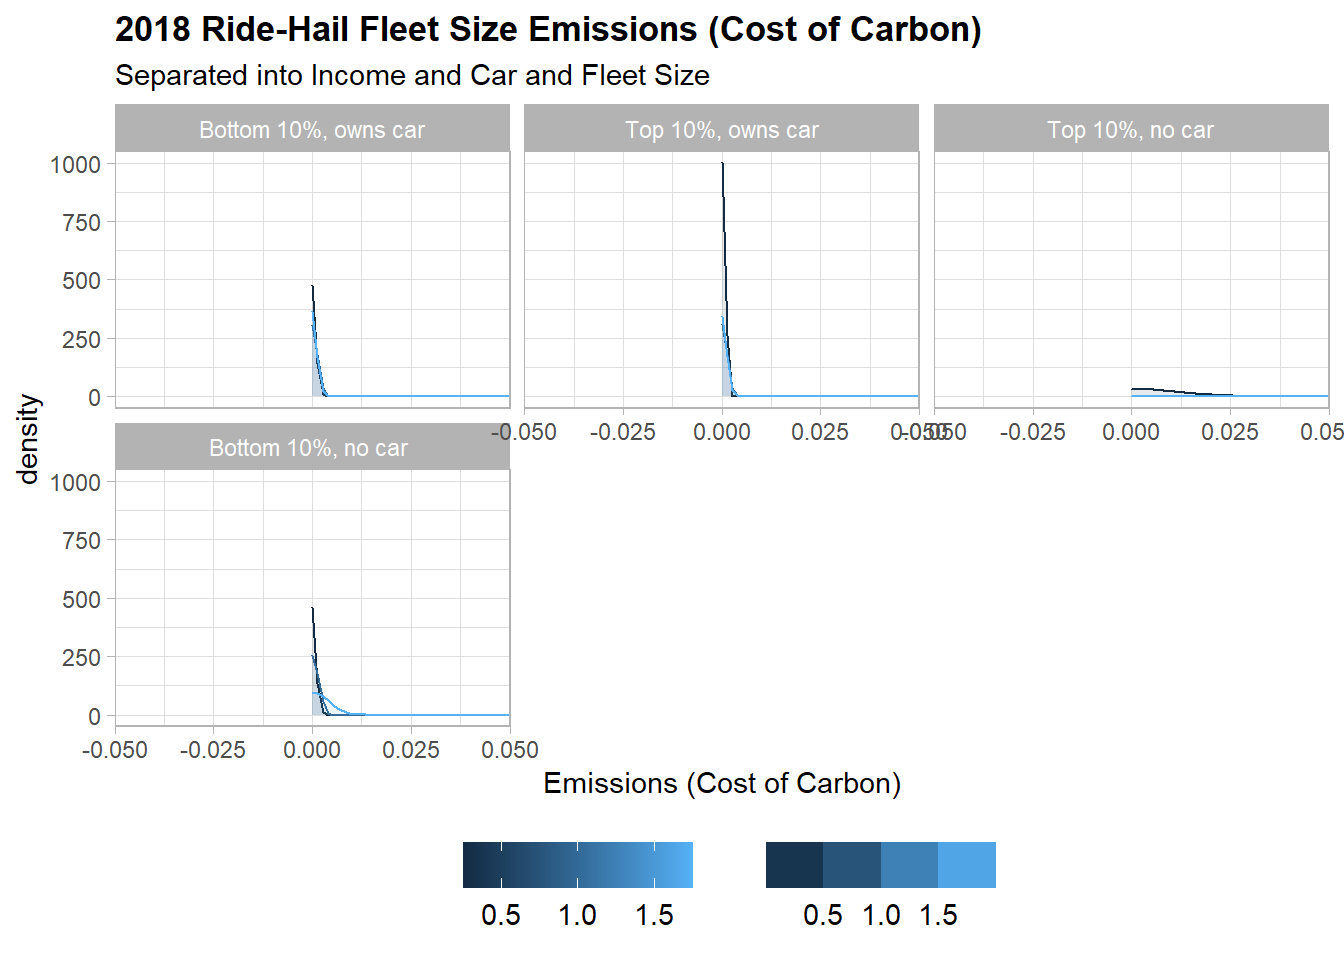 2018 Ride-Hail Fleet Size Emissions (Cost of Carbon)
Separated into Income and Car and Fleet Size
Bottom 10%, owns car
Top 10%, owns car
Top 10%, no car
1000
750
500
250
0
-0.050 -0.025 0.000 0.025 0.050
-0.050 -0.025 0.000 0.025 0.05
density
Bottom 10%, no car
1000
750
500
250
0
-0.050 -0.025 0.000 0.025 0.050
Emissions (Cost of Carbon)
0.5 1.0 1.5
0.5 1.0 1.5